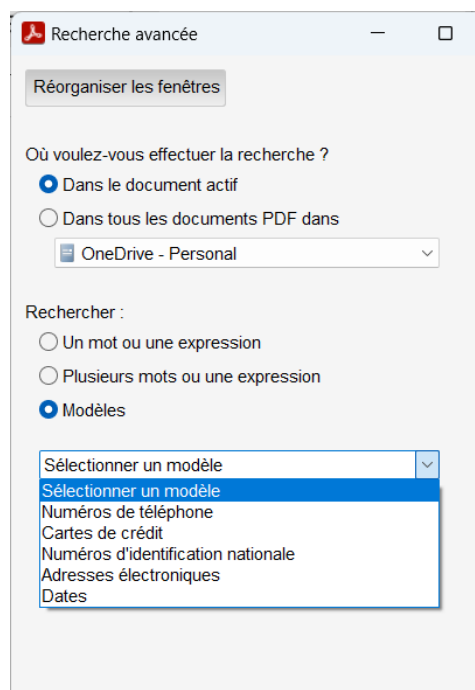 Recherche avancée
Réorganiser les fenêtres
Où voulez-vous effectuer la recherche ?
Dans le document actif
Dans tous les documents PDF dans
OneDrive - Personal
Rechercher :
Un mot ou une expression
Plusieurs mots ou une expression
Modèles
Sélectionner un modèle
Sélectionner un modèle
Numéros de téléphone
Cartes de crédit
Numéros d'identification nationale
Adresses électroniques
Dates